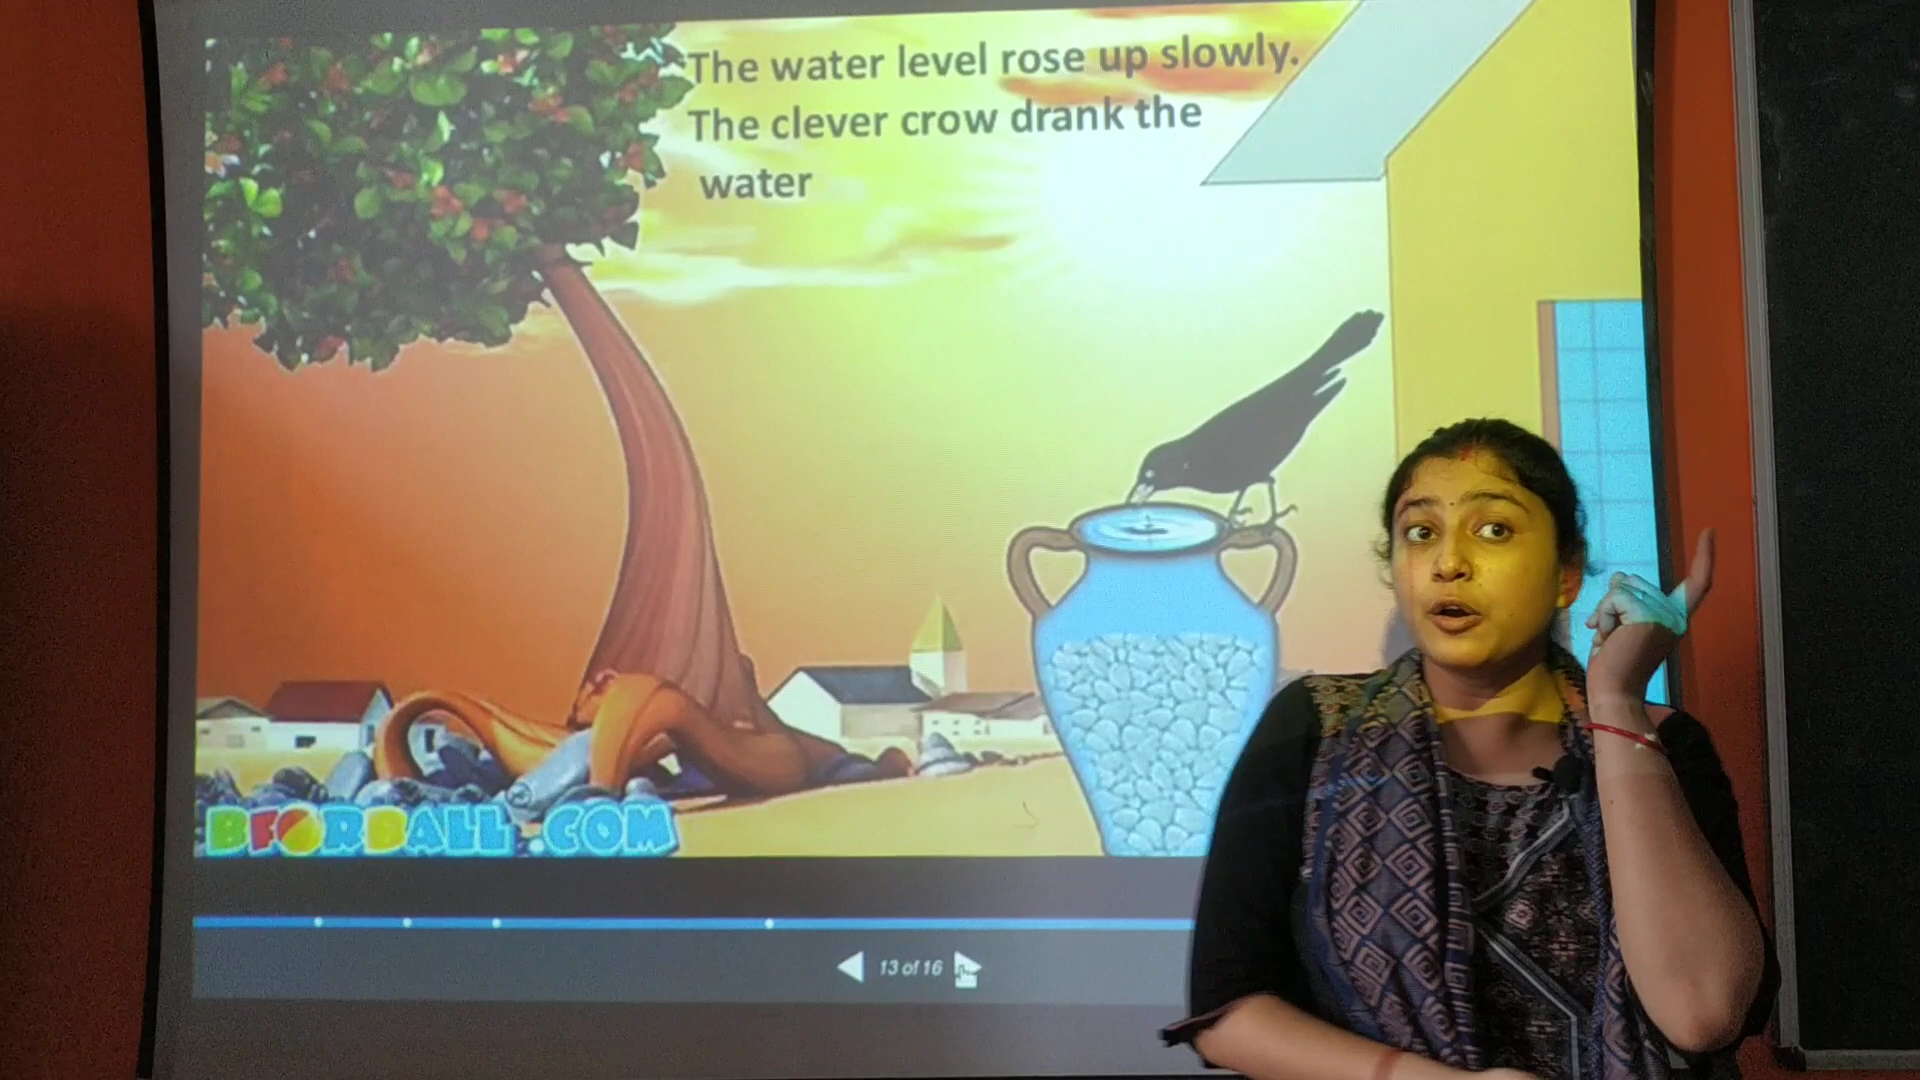 The water level rose up slowly.
The clever crow drank the
water
BFORBALL.COM
13 of 16